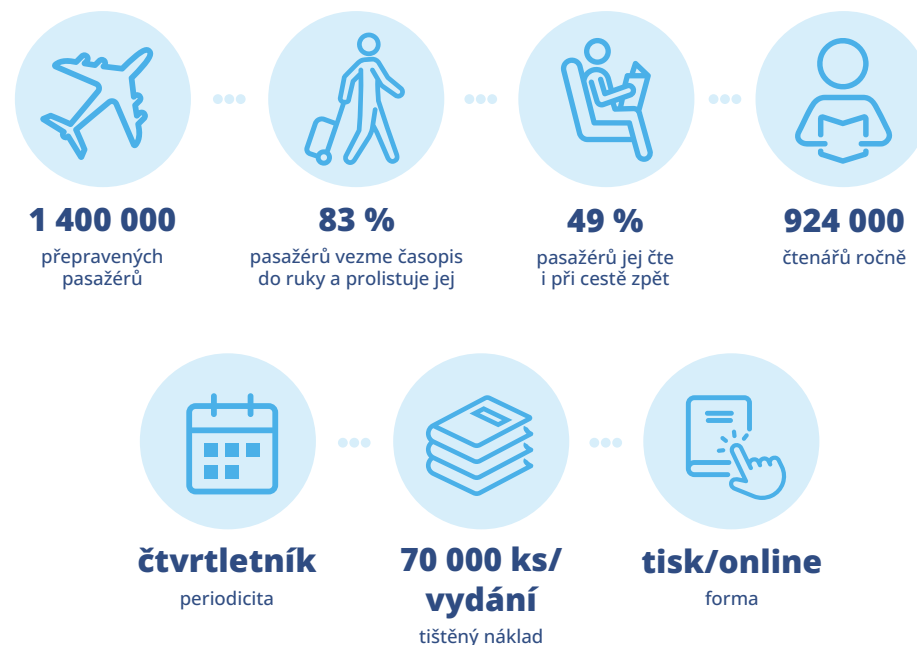 1 400 000
přepravených
pasažérů
83 %
pasažérů vezme časopis
do ruky a prolistuje jej
49 %
pasažérů jej čte
i při cestě zpět
924 000
čtenářů ročně
čtvrtletník
periodicita
70 000 ks/
vydání
tištěný náklad
tisk/online
forma